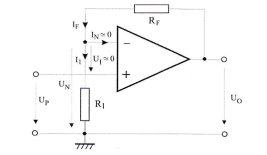 R_F
I_F
I_N≃0
−
I_1
U_I≃0
+
U_N
U_P
R_1
U_O